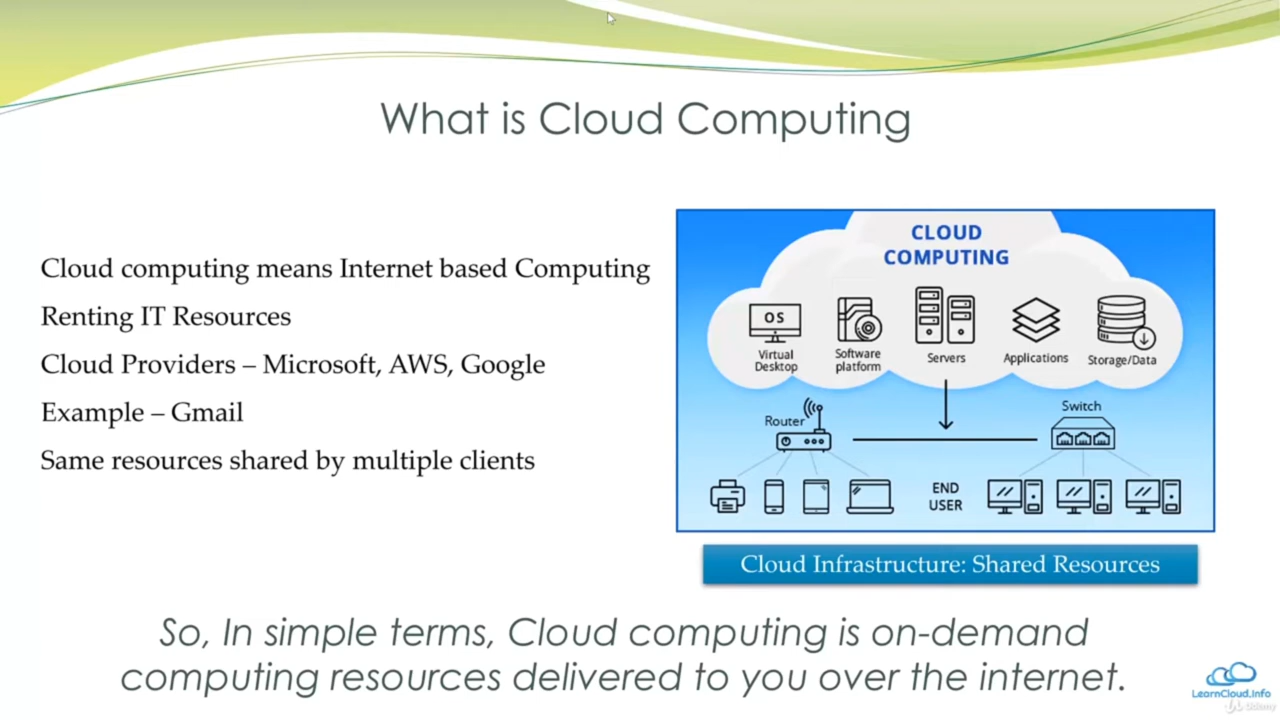 What is Cloud Computing
Cloud computing means Internet based Computing
Renting IT Resources
Cloud Providers – Microsoft, AWS, Google
Example – Gmail
Same resources shared by multiple clients
CLOUD
COMPUTING
OS
Virtual
Desktop
Software
platform
Servers
Applications
Storage/Data
Router
Switch
END
USER
Cloud Infrastructure: Shared Resources
So, In simple terms, Cloud computing is on-demand
computing resources delivered to you over the internet.
LearnCloud.Info
Udemy